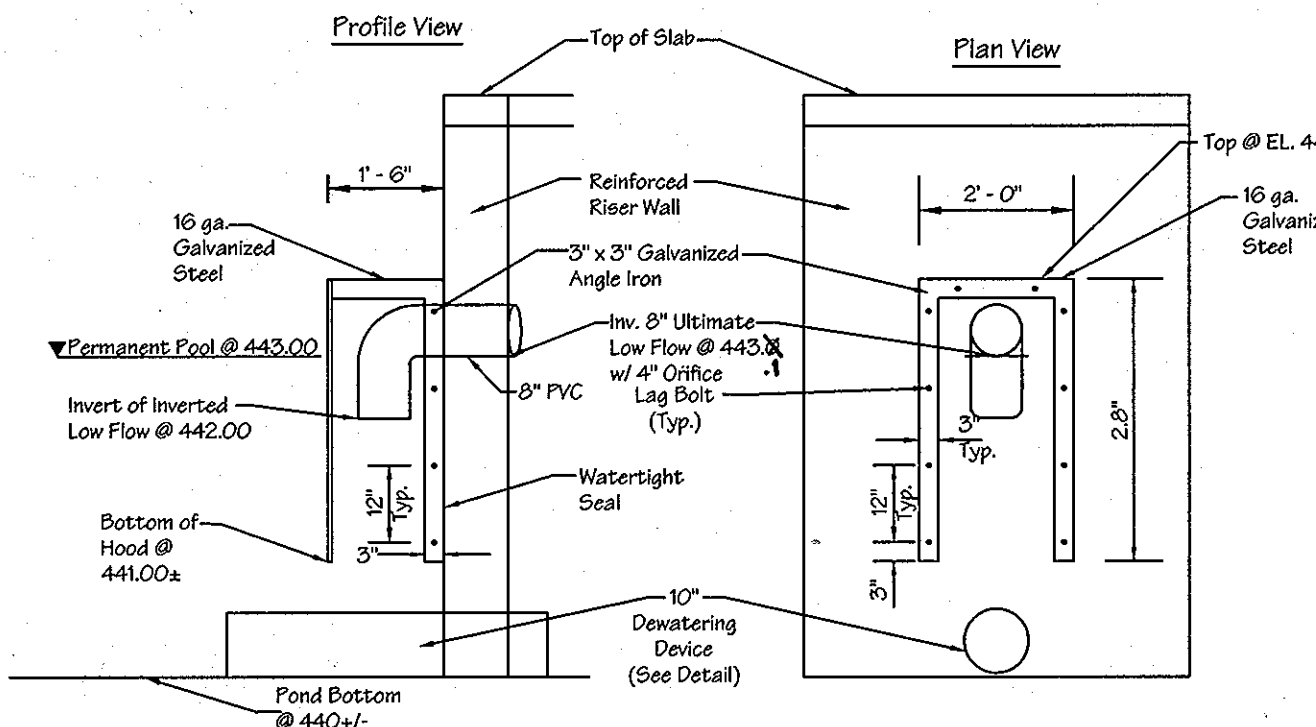 Profile View
Top of Slab
Plan View
1' - 6"
16 ga.
Galvanized
Steel
Reinforced
Riser Wall
2' - 0"
Top @ EL. 44
16 ga.
Galvaniz
Steel
3" x 3" Galvanized
Angle Iron
Permanent Pool @ 443.00
Inv. 8" Ultimate
Low Flow @ 443.
.1
w/ 4" Orifice
8" PVC
Lag Bolt
(Typ.)
Invert of Inverted
Low Flow @ 442.00
3"
Typ.
2.8"
12"
Typ.
12"
Typ.
Watertight
Seal
Bottom of
Hood @
441.00±
3"
3"
10"
Dewatering
Device
(See Detail)
Pond Bottom
@ 440+/-